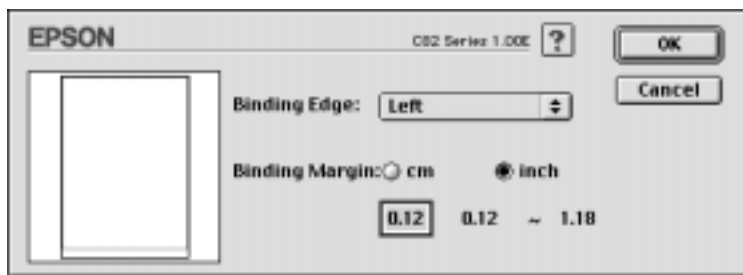 EPSON
C82 Series 1.00E
?
OK
Cancel
Binding Edge: Left
Binding Margin: cm inch
0.12 0.12 ~ 1.18